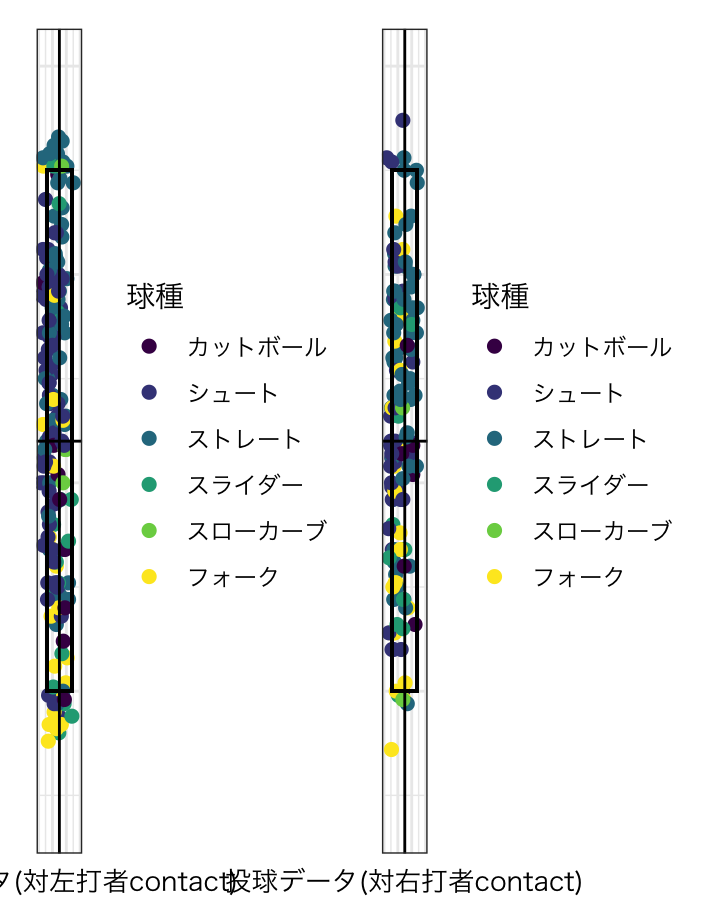 球種
カットボール
シュート
ストレート
スライダー
スローカーブ
フォーク
球種
カットボール
シュート
ストレート
スライダー
スローカーブ
フォーク
タ(対左打者contact)
投球データ(対右打者contact)